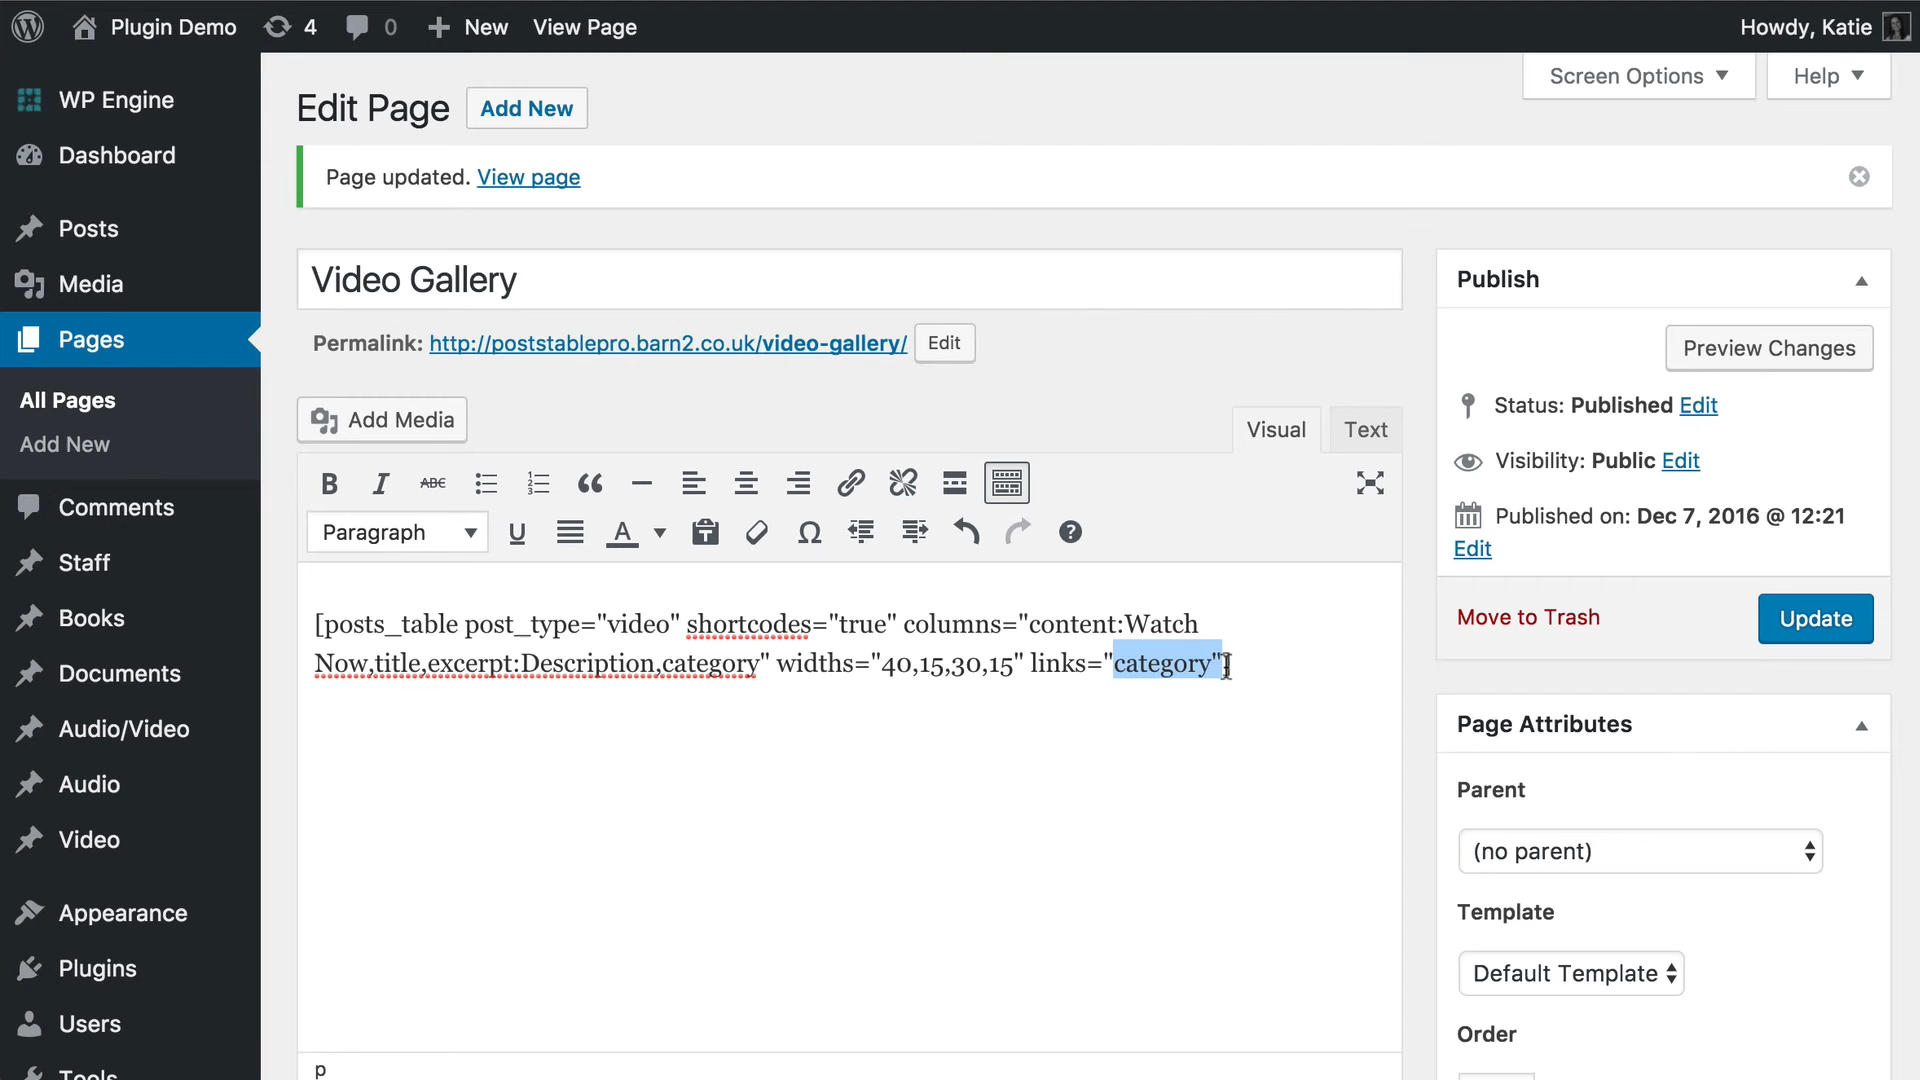 Plugin Demo
4
0
New
View Page
Howdy, Katie
Screen Options
Help
WP Engine
Dashboard
Posts
Media
Pages
All Pages
Add New
Comments
Staff
Books
Documents
Audio/Video
Audio
Video
Appearance
Plugins
Users
Tools
Edit Page
Add New
Page updated. View page
Video Gallery
Permalink: http://poststablepro.barn2.co.uk/video-gallery/
Edit
Add Media
Visual
Text
B
I
ABC
Paragraph
U
A
Ω
?
[posts_table post_type="video" shortcodes="true" columns="content:Watch
Now,title,excerpt:Description,category" widths="40,15,30,15" links="category"]
p
Publish
Preview Changes
Status: Published Edit
Visibility: Public Edit
Published on: Dec 7, 2016 @ 12:21
Edit
Move to Trash
Update
Page Attributes
Parent
(no parent)
Template
Default Template
Order